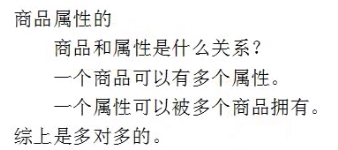 商品属性的
商品和属性是什么关系？
一个商品可以有多个属性。
一个属性可以被多个商品拥有。
综上是多对多的。